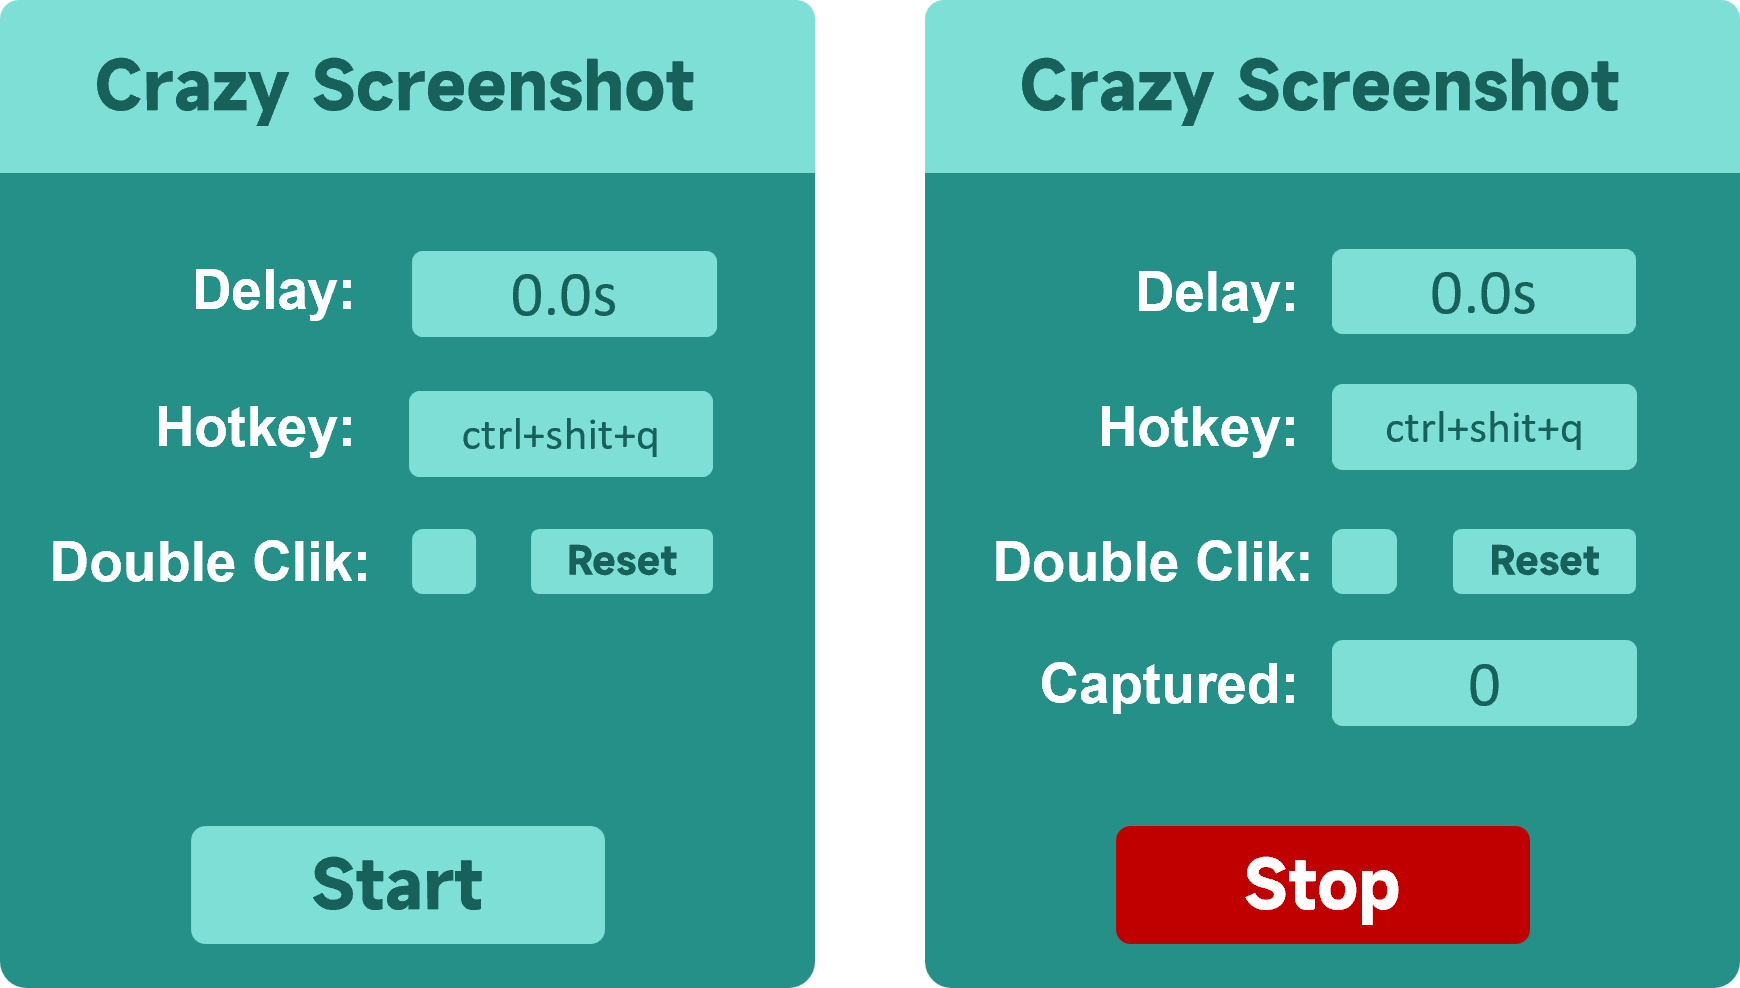 Crazy Screenshot
Delay:
0.0s
Hotkey:
ctrl+shit+q
Double Clik:
Reset
Start
Crazy Screenshot
Delay:
0.0s
Hotkey:
ctrl+shit+q
Double Clik:
Reset
Captured:
0
Stop